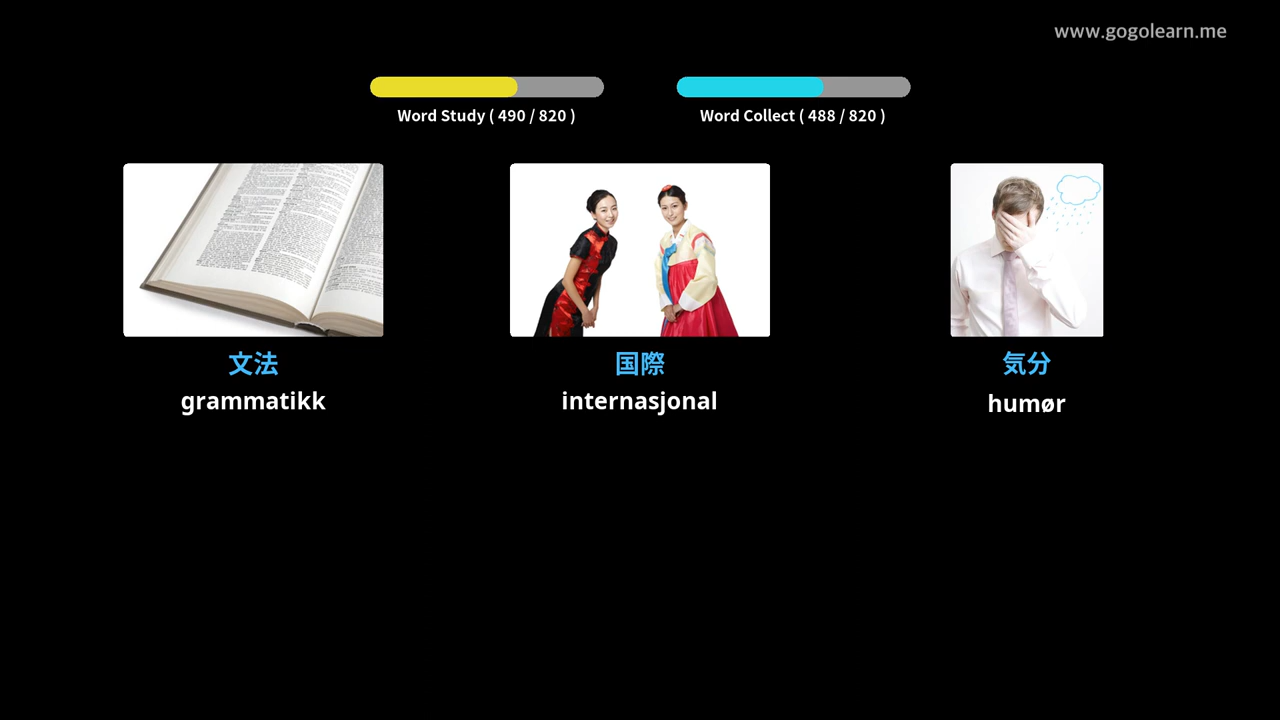 www.gogolearn.me
Word Study ( 490 / 820 )
Word Collect ( 488 / 820 )
文法
国際
気分
grammatikk
internasjonal
humør